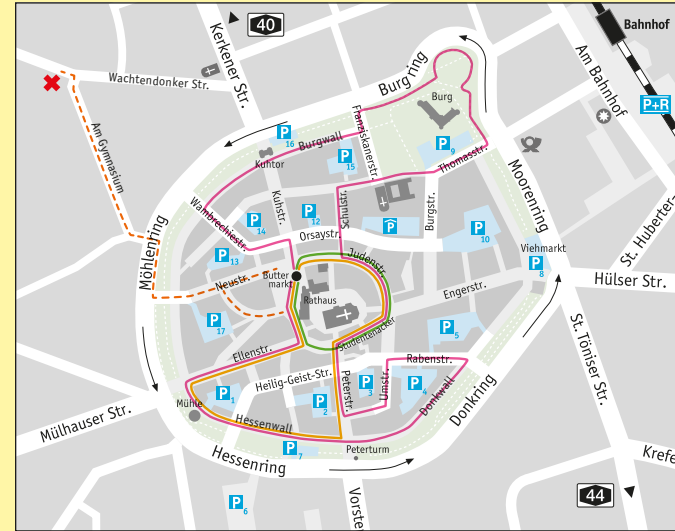 40
Bahnhof
Kerkener Str.
Wachtendonker Str.
Burgring
Am Bahnhof
P+R
Burg
Am Gymnasium
Franziskanerstr.
P 16
Burgwall
P 15
P 9
Kuhtor
Thomasstr.
Moorenring
Wambrechiestr.
Kuhstr.
P 14
P 12
Schulstr.
P
Burgstr.
P 10
St. Huberter-
Möhlenring
Orsaystr.
P 13
Viehmarkt
P 8
Judenstr.
Butter
markt
Neustr.
Rathaus
Engerstr.
Hülser Str.
P 17
P 5
Studentenacker
St. Töniser Str.
Ellenstr.
Rabenstr.
Heilig-Geist-Str.
P 1
P 2
Peterstr.
P 3
Umstr.
P 4
Donkwall
Donkring
Mühle
Mülhauser Str.
Hessenwall
P 7
Peterturm
Hessenring
Krefe
P 6
Vorste
44